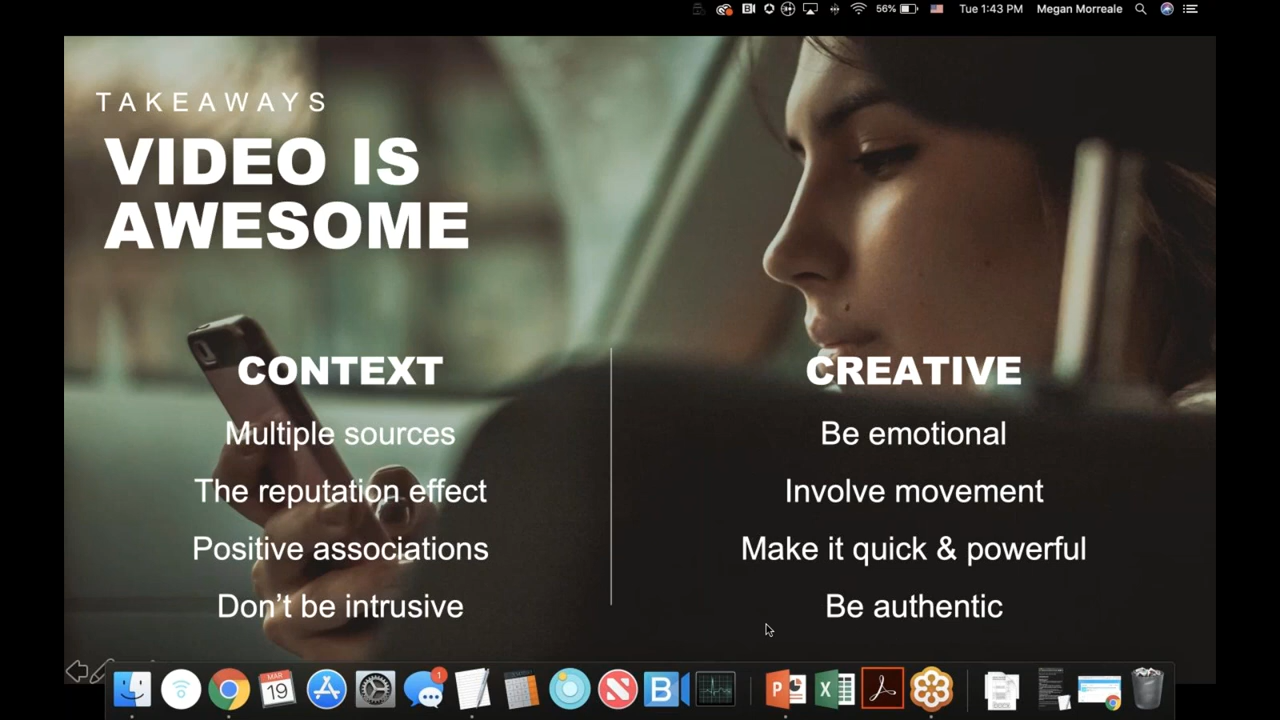 56%
Tue 1:43 PM
Megan Morreale
TAKEAWAYS
VIDEO IS
AWESOME
CONTEXT
Multiple sources
The reputation effect
Positive associations
Don’t be intrusive
CREATIVE
Be emotional
Involve movement
Make it quick & powerful
Be authentic
MAR
19
1
B
P
X